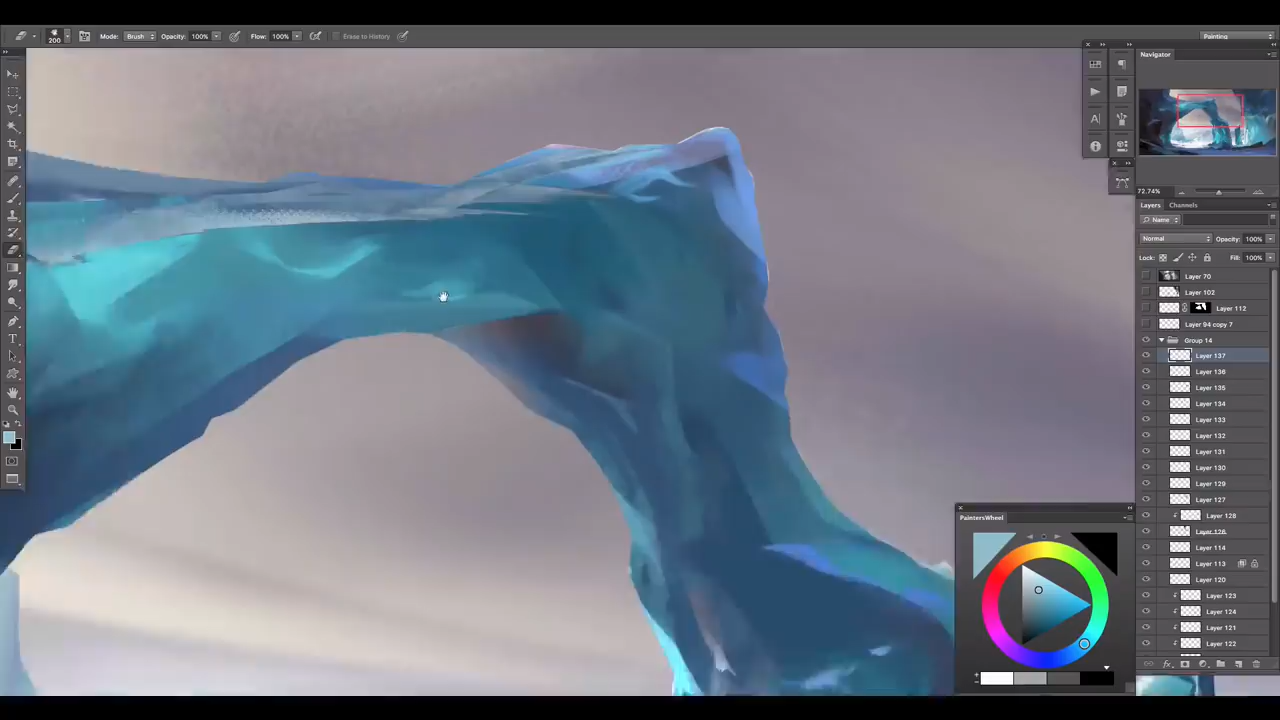 200
Mode:
Brush
Opacity: 100%
Flow: 100%
Erase to History
Painting
Navigator
72.74%
Layers
Channels
Name
Normal
Opacity: 100%
Lock:
Fill: 100%
Layer 70
Layer 102
Layer 112
Layer 94 copy 7
Group 14
Layer 137
Layer 136
Layer 135
Layer 134
Layer 133
Layer 132
Layer 131
Layer 130
Layer 129
Layer 127
Layer 128
Layer 126
Layer 114
Layer 113
Layer 120
Layer 123
Layer 124
Layer 121
Layer 122
fx
PaintersWheel